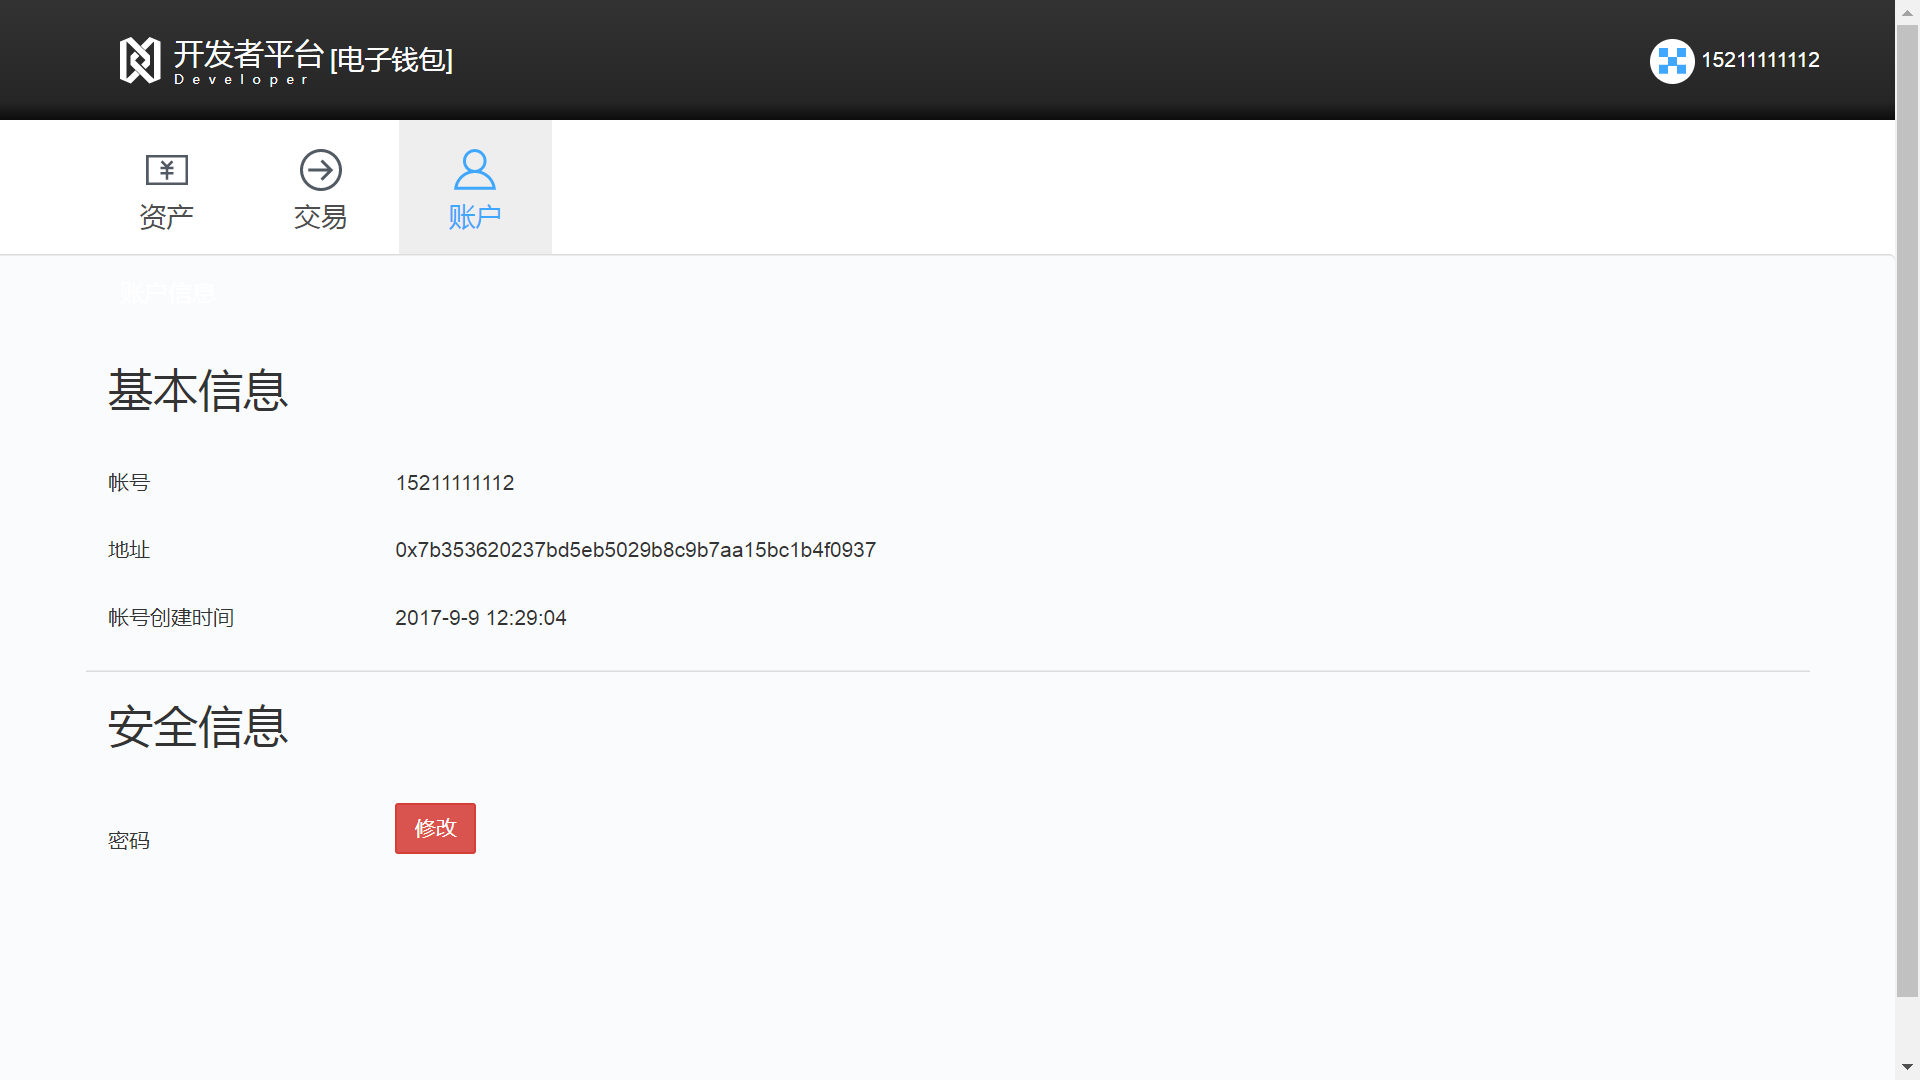 开发者平台 [电子钱包]
Developer
15211111112
资产
交易
账户
账户信息
基本信息
帐号 15211111112
地址 0x7b353620237bd5eb5029b8c9b7aa15bc1b4f0937
帐号创建时间 2017-9-9 12:29:04
安全信息
密码 修改